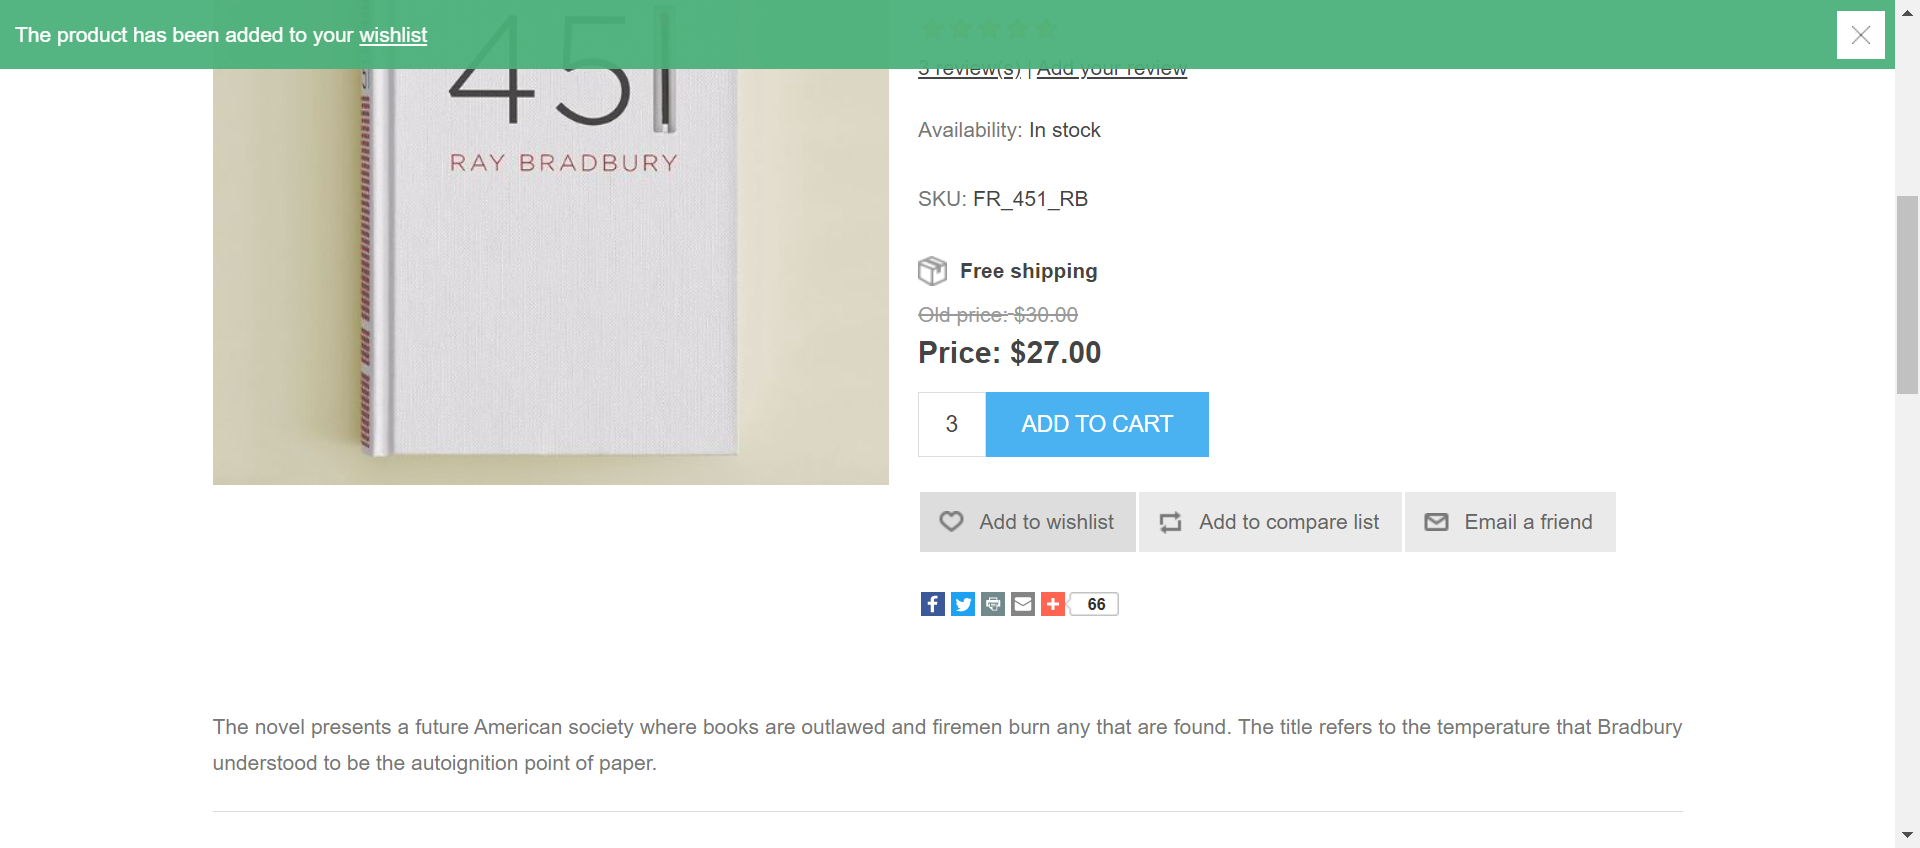 The product has been added to your wishlist
451
RAY BRADBURY
3 review(s) | Add your review
Availability: In stock
SKU: FR_451_RB
Free shipping
Old price: $30.00
Price: $27.00
3 ADD TO CART
Add to wishlist Add to compare list Email a friend
66
The novel presents a future American society where books are outlawed and firemen burn any that are found. The title refers to the temperature that Bradbury
understood to be the autoignition point of paper.